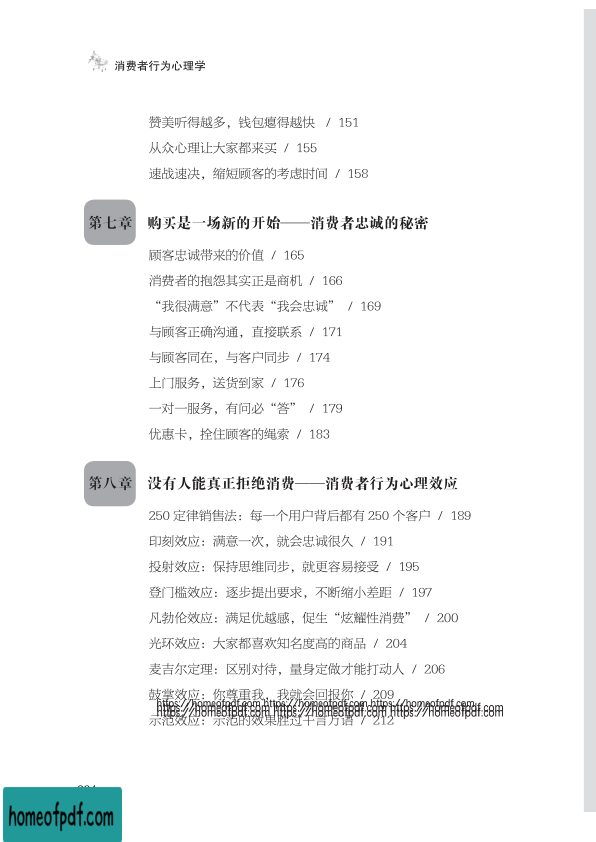 消费者行为心理学
赞美听得越多，钱包瘪得越快 / 151
从众心理让大家都来买 / 155
速战速决，缩短顾客的考虑时间 / 158
第七章 购买是一场新的开始——消费者忠诚的秘密
顾客忠诚带来的价值 / 165
消费者的抱怨其实正是商机 / 166
“我很满意”不代表“我会忠诚” / 169
与顾客正确沟通，直接联系 / 171
与顾客同在，与客户同步 / 174
上门服务，送货到家 / 176
一对一服务，有问必“答” / 179
优惠卡，拴住顾客的绳索 / 183
第八章 没有人能真正拒绝消费——消费者行为心理效应
250 定律销售法：每一个用户背后都有 250 个客户 / 189
印刻效应：满意一次，就会忠诚很久 / 191
投射效应：保持思维同步，就更容易接受 / 195
登门槛效应：逐步提出要求，不断缩小差距 / 197
凡勃伦效应：满足优越感，促生“炫耀性消费” / 200
光环效应：大家都喜欢知名度高的商品 / 204
麦吉尔定理：区别对待，量身定做才能打动人 / 206
鼓掌效应：你尊重我，我就会回报你 / 209
https://homeofpdf.com https://homeofpdf.com https://homeofpdf.com
https://homeofpdf.com https://homeofpdf.com https://homeofpdf.com
https://homeofpdf.com https://homeofpdf.com https://homeofpdf.com
示范效应：示范的效果胜过千言万语 / 212
homeofpdf.com